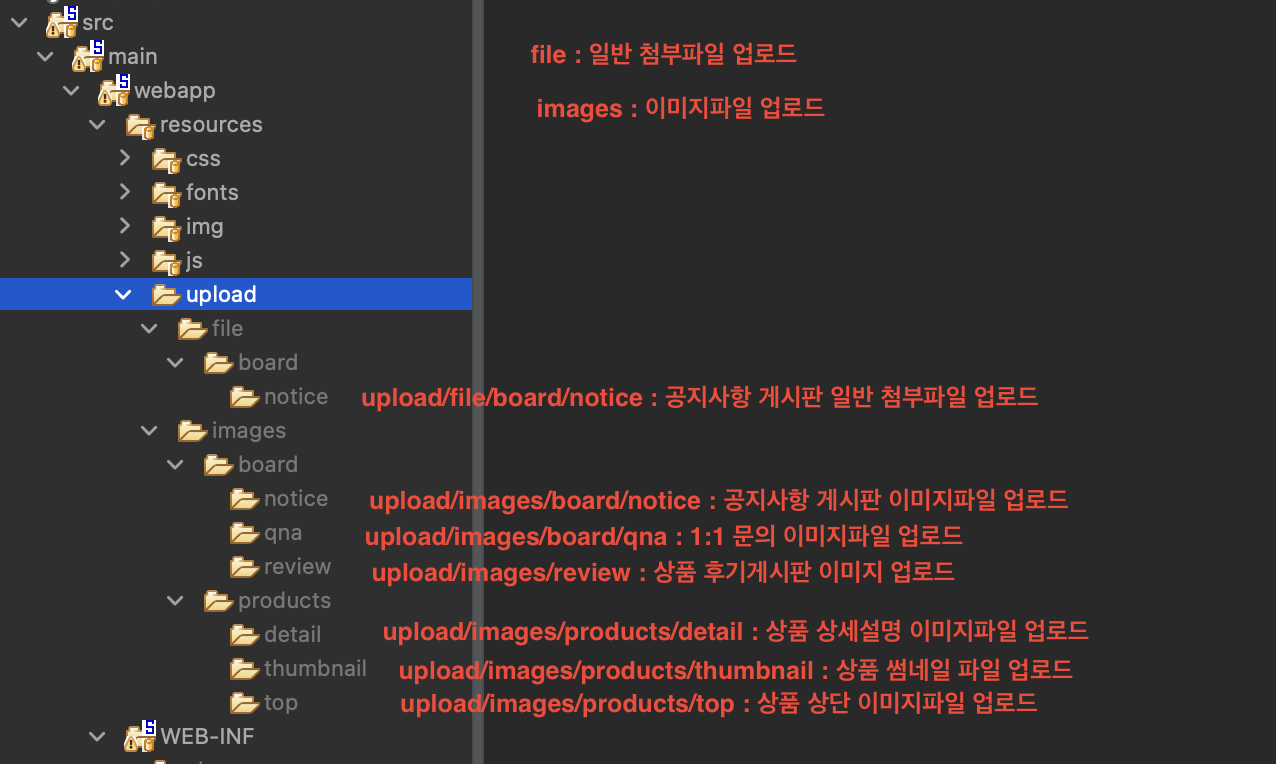 src
main
file : 일반 첨부파일 업로드
webapp
images : 이미지파일 업로드
resources
css
fonts
img
js
upload
file
board
notice upload/file/board/notice : 공지사항 게시판 일반 첨부파일 업로드
images
board
notice upload/images/board/notice : 공지사항 게시판 이미지파일 업로드
qna upload/images/board/qna : 1:1 문의 이미지파일 업로드
review upload/images/review : 상품 후기게시판 이미지 업로드
products
detail upload/images/products/detail : 상품 상세설명 이미지파일 업로드
thumbnail upload/images/products/thumbnail : 상품 썸네일 파일 업로드
top upload/images/products/top : 상품 상단 이미지파일 업로드
WEB-INF